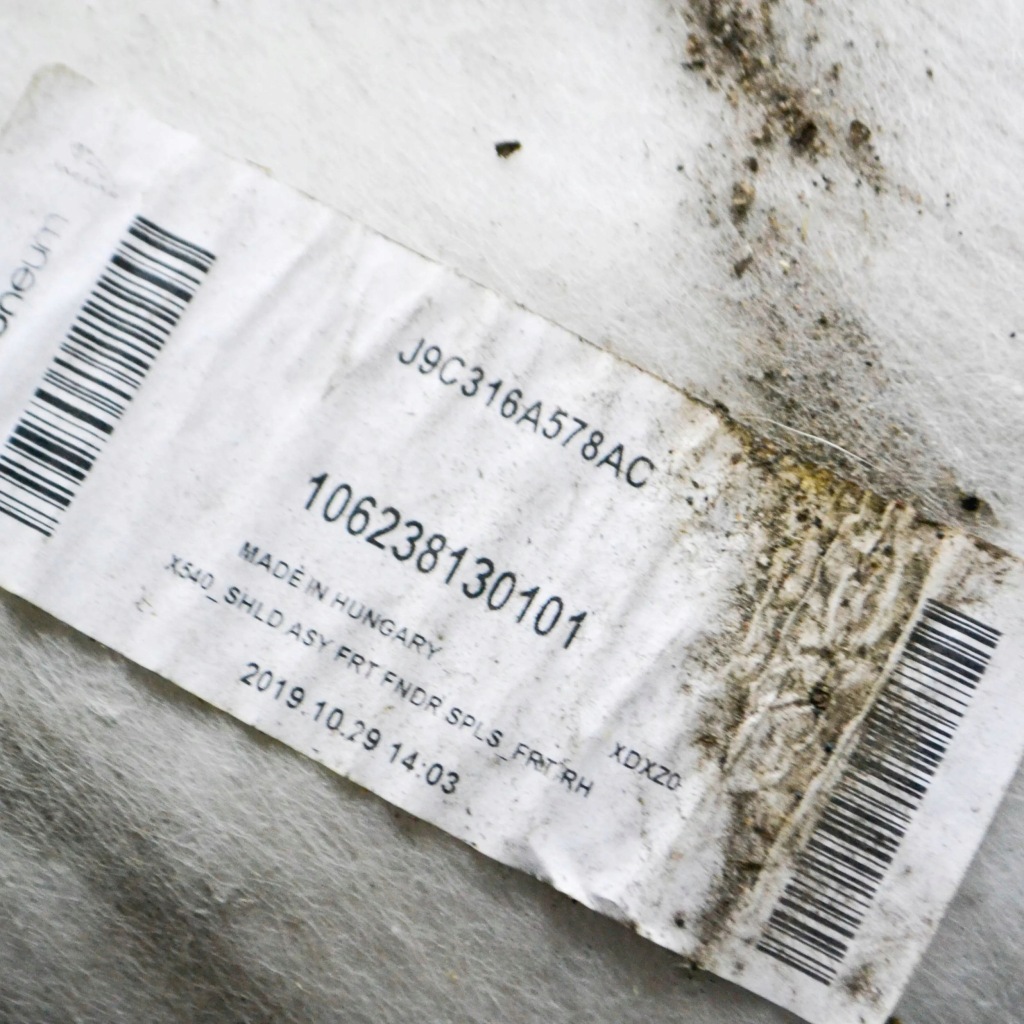 J9C316A578AC
106238130101
MADE IN HUNGARY
X540_SHLD ASY FRT FNDR SPLS_FRT RH
XDXZ0
2019.10.29 14:03